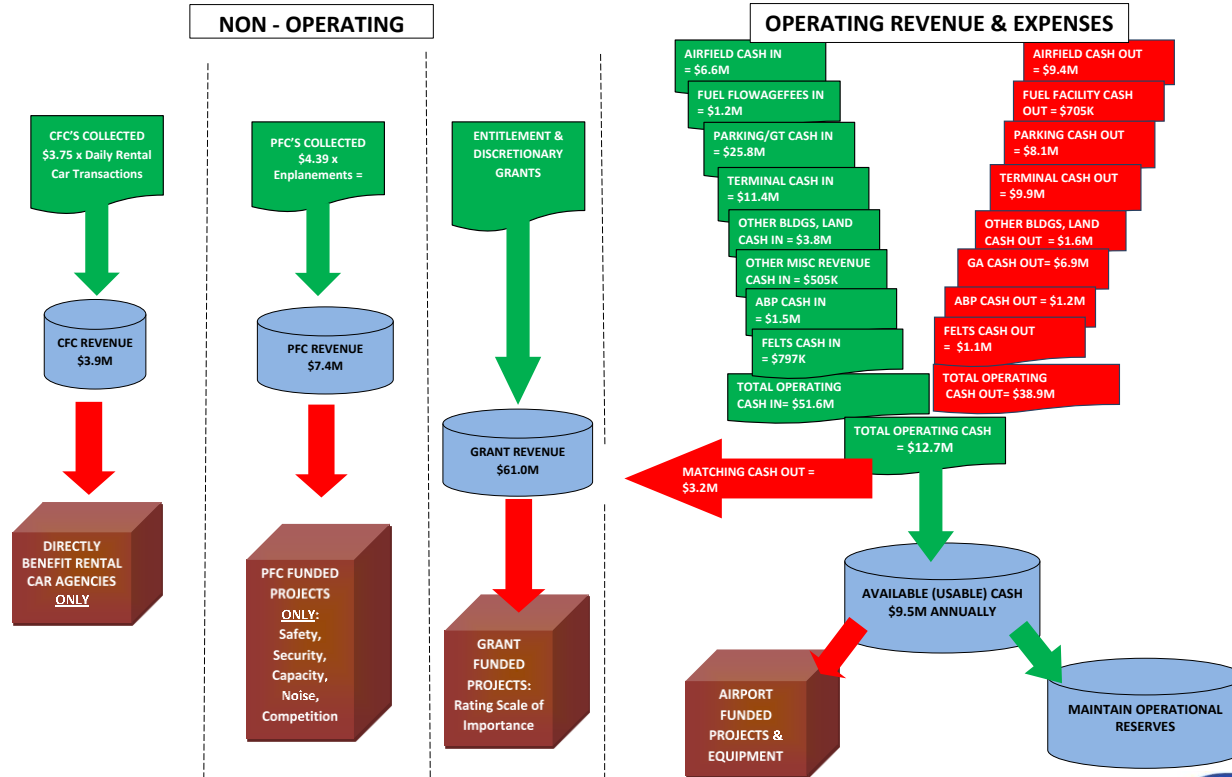 NON - OPERATING
CFC'S COLLECTED
$3.75 x Daily Rental
Car Transactions
CFC REVENUE
$3.9M
DIRECTLY
BENEFIT RENTAL
CAR AGENCIES
ONLY
PFC'S COLLECTED
$4.39 x
Enplanements =
PFC REVENUE
$7.4M
PFC FUNDED
PROJECTS
ONLY:
Safety,
Security,
Capacity,
Noise,
Competition
ENTITLEMENT &
DISCRETIONARY
GRANTS
GRANT REVENUE
$61.0M
GRANT
FUNDED
PROJECTS:
Rating Scale of
Importance
OPERATING REVENUE & EXPENSES
AIRFIELD CASH IN
= $6.6M
FUEL FLOWAGEFEES IN
= $1.2M
PARKING/GT CASH IN
= $25.8M
TERMINAL CASH IN
= $11.4M
OTHER BLDGS, LAND
CASH IN = $3.8M
OTHER MISC REVENUE
CASH IN = $505K
ABP CASH IN
= $1.5M
FELTS CASH IN
= $797K
TOTAL OPERATING
CASH IN= $51.6M
AIRFIELD CASH OUT
= $9.4M
FUEL FACILITY CASH
OUT = $705K
PARKING CASH OUT
= $8.1M
TERMINAL CASH OUT
= $9.9M
OTHER BLDGS, LAND
CASH OUT = $1.6M
GA CASH OUT= $6.9M
ABP CASH OUT = $1.2M
FELTS CASH OUT
= $1.1M
TOTAL OPERATING
CASH OUT= $38.9M
TOTAL OPERATING CASH
= $12.7M
MATCHING CASH OUT =
$3.2M
AVAILABLE (USABLE) CASH
$9.5M ANNUALLY
AIRPORT
FUNDED
PROJECTS &
EQUIPMENT
MAINTAIN OPERATIONAL
RESERVES